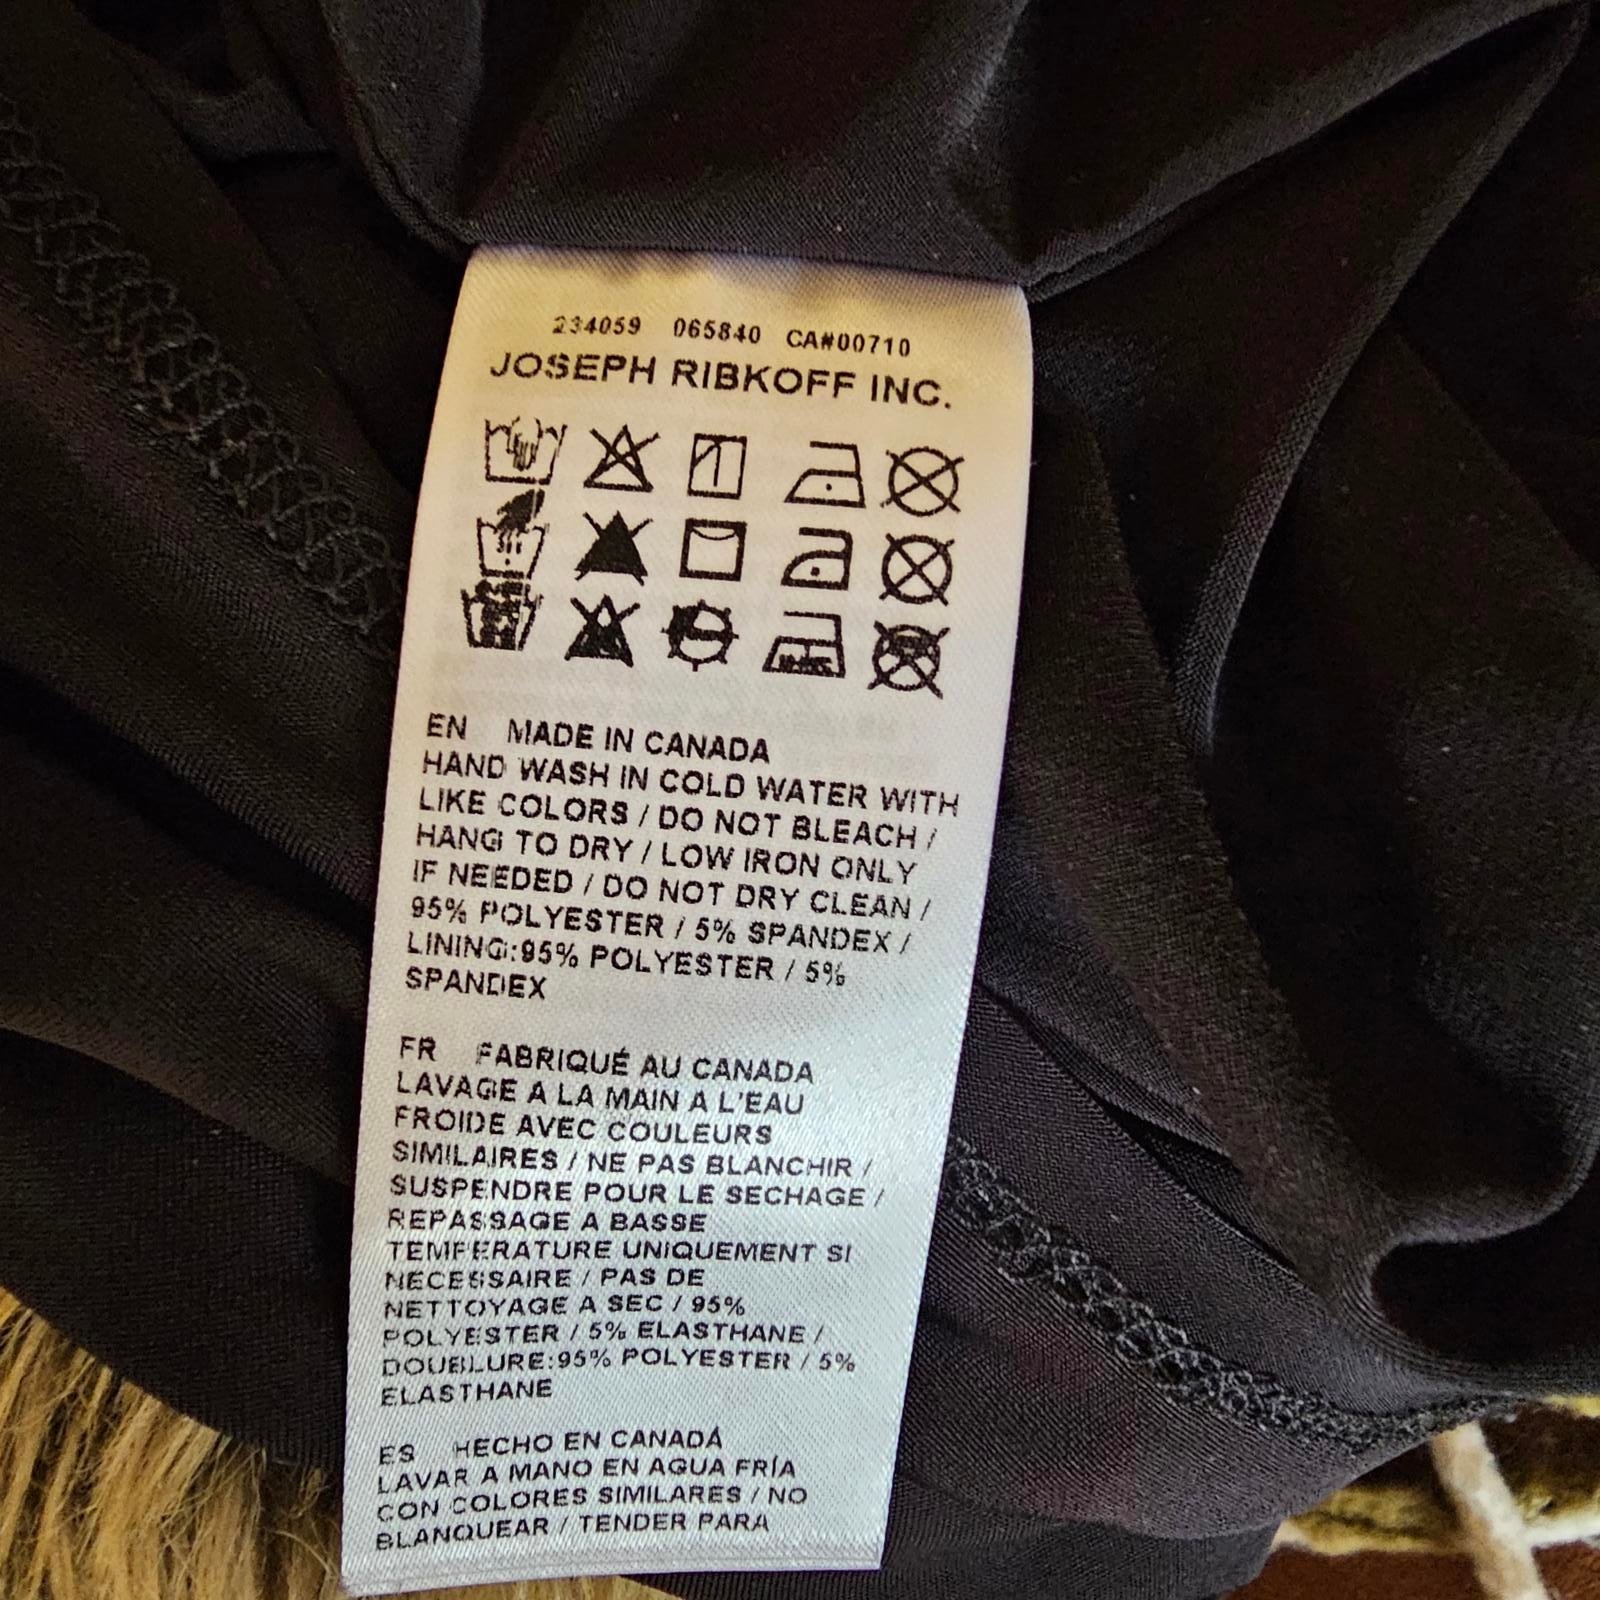 234059 065840 CA#00710
JOSEPH RIBKOFF INC.
EN MADE IN CANADA
HAND WASH IN COLD WATER WITH
LIKE COLORS / DO NOT BLEACH /
HANG TO DRY / LOW IRON ONLY
IF NEEDED / DO NOT DRY CLEAN /
95% POLYESTER / 5% SPANDEX /
LINING:95% POLYESTER / 5%
SPANDEX
FR FABRIQUÉ AU CANADA
LAVAGE A LA MAIN A L'EAU
FROIDE AVEC COULEURS
SIMILAIRES / NE PAS BLANCHIR /
SUSPENDRE POUR LE SECHAGE /
REPASSAGE A BASSE
TEMPERATURE UNIQUEMENT SI
NECESSAIRE / PAS DE
NETTOYAGE A SEC / 95%
POLYESTER / 5% ELASTHANE /
DOUBLURE:95% POLYESTER / 5%
ELASTHANE
ES HECHO EN CANADÁ
LAVAR A MANO EN AGUA FRÍA
CON COLORES SIMILARES / NO
BLANQUEAR / TENDER PARA